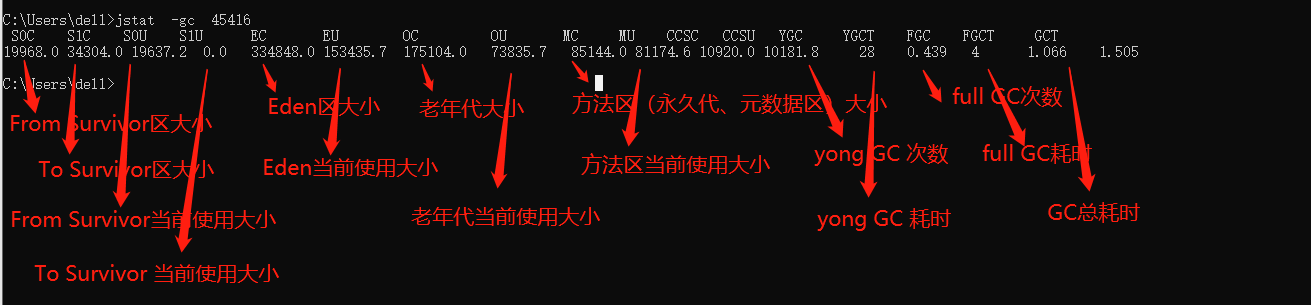 C:\Users\dell>jstat -gc 45416
S0C S1C S0U S1U EC EU OC OU MC MU CCSC CCSU YGC YGCT FGC FGCT GCT
19968.0 34304.0 19637.2 0.0 334848.0 153435.7 175104.0 73835.7 85144.0 81174.6 10920.0 10181.8 28 0.439 4 1.066 1.505
C:\Users\dell>
Eden区大小
老年代大小
方法区（永久代、元数据区）大小
full GC次数
From Survivor区大小
To Survivor区大小
Eden当前使用大小
方法区当前使用大小
yong GC 次数
full GC耗时
From Survivor当前使用大小
老年代当前使用大小
yong GC 耗时
GC总耗时
To Survivor 当前使用大小